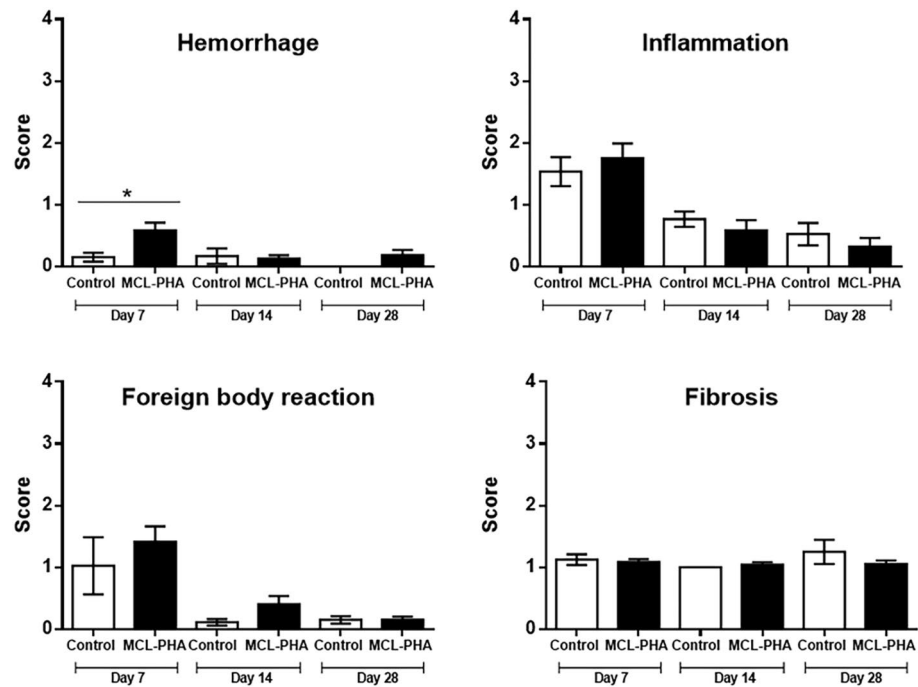 Hemorrhage
Score
4
3
2
1
0
*
Control MCL-PHA Control MCL-PHA Control MCL-PHA
Day 7 Day 14 Day 28
Inflammation
Score
4
3
2
1
0
Control MCL-PHA Control MCL-PHA Control MCL-PHA
Day 7 Day 14 Day 28
Foreign body reaction
Score
4
3
2
1
0
Control MCL-PHA Control MCL-PHA Control MCL-PHA
Day 7 Day 14 Day 28
Fibrosis
Score
4
3
2
1
0
Control MCL-PHA Control MCL-PHA Control MCL-PHA
Day 7 Day 14 Day 28